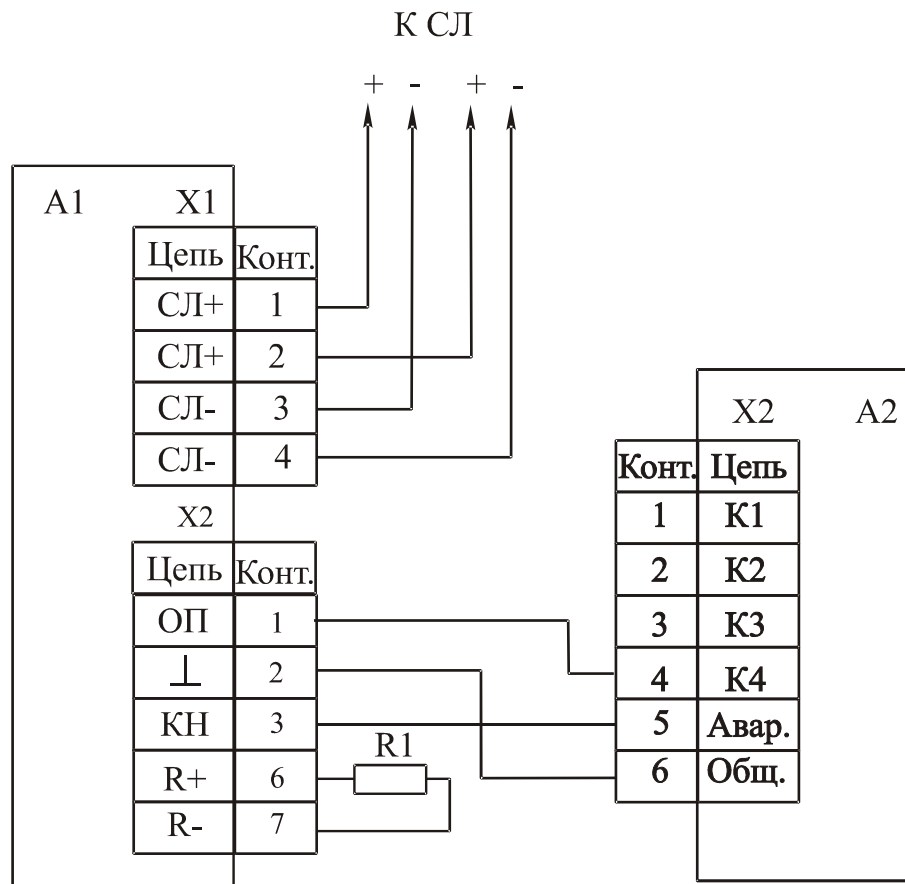 К СЛ
+ - + -
А1 Х1
Цепь Конт.
СЛ+ 1
СЛ+ 2
СЛ- 3
СЛ- 4
Х2
Цепь Конт.
ОП 1
⊥ 2
КН 3
R+ 6
R- 7
R1
Х2 А2
Конт. Цепь
1 К1
2 К2
3 К3
4 К4
5 Авар.
6 Общ.